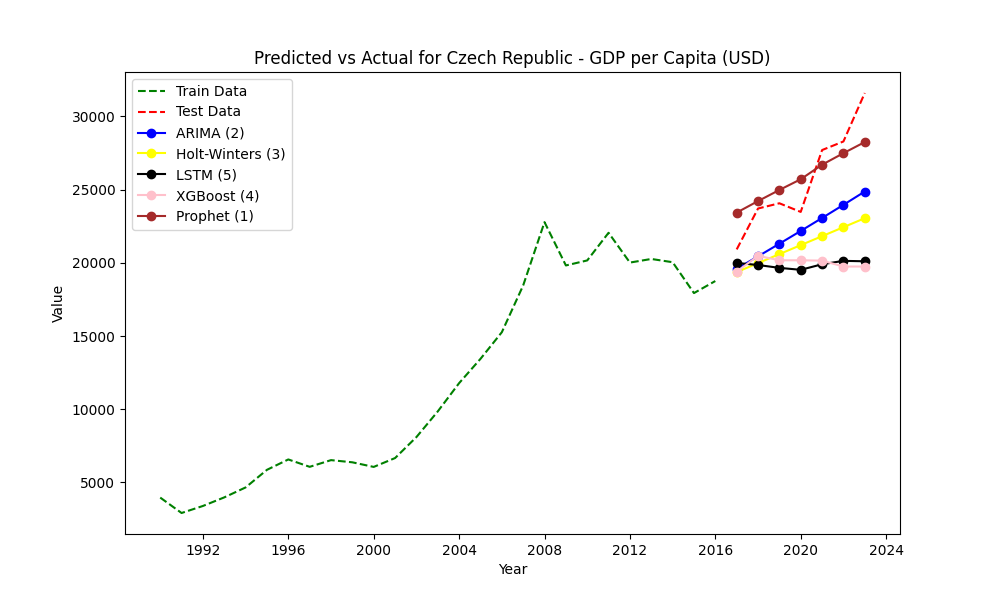 Predicted vs Actual for Czech Republic - GDP per Capita (USD)
Train Data
Test Data
ARIMA (2)
Holt-Winters (3)
LSTM (5)
XGBoost (4)
Prophet (1)
30000
25000
20000
15000
10000
5000
Value
1992 1996 2000 2004 2008 2012 2016 2020 2024
Year